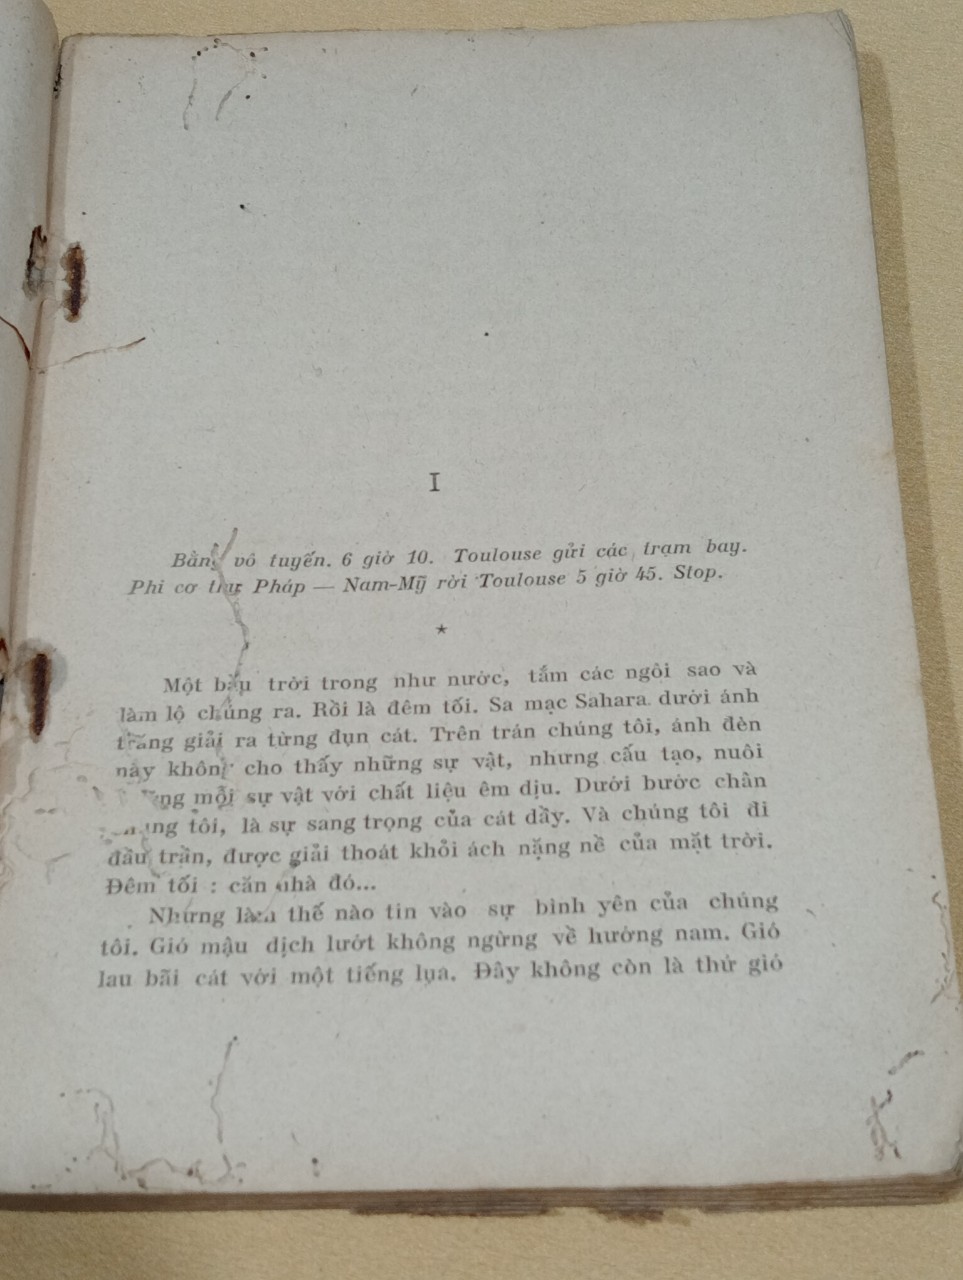 I
Bằng vô tuyến. 6 giờ 10. Toulouse gửi các trạm bay.
Phi cơ thư Pháp — Nam-Mỹ rời Toulouse 5 giờ 45. Stop.
★
Một bầu trời trong như nước, tắm các ngôi sao và
làm lộ chúng ra. Rồi là đêm tối. Sa mạc Sahara dưới ánh
trăng giải ra từng đụn cát. Trên trán chúng tôi, ánh đèn
này không cho thấy những sự vật, nhưng cấu tạo, nuôi
mỗi sự vật với chất liệu êm dịu. Dưới bước chân
chúng tôi, là sự sang trọng của cát dầy. Và chúng tôi đi
đầu trần, được giải thoát khỏi ách nặng nề của mặt trời.
Đêm tối : căn nhà đó...
Nhưng làm thế nào tin vào sự bình yên của chúng
tôi. Gió mậu dịch lướt không ngừng về hướng nam. Gió
lau bãi cát với một tiếng lụa. Đây không còn là thứ gió